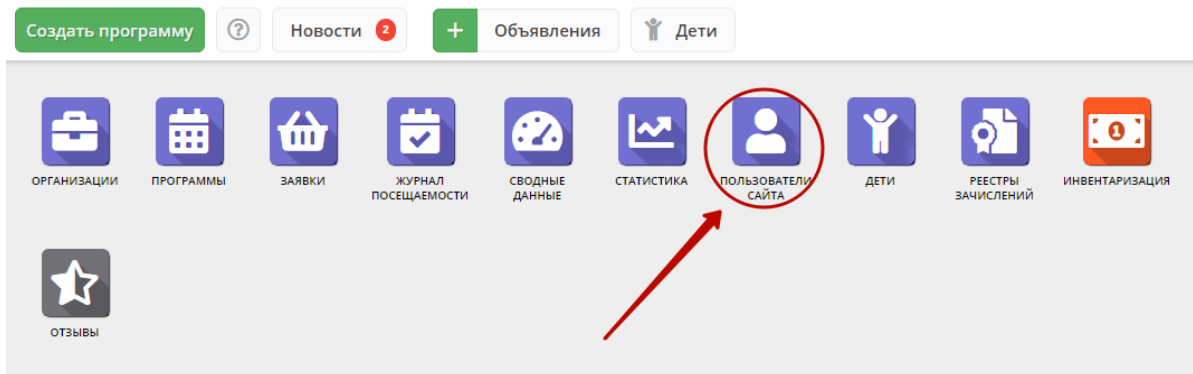 Создать программу ? Новости 2 + Объявления Дети
ОРГАНИЗАЦИИ ПРОГРАММЫ ЗАЯВКИ ЖУРНАЛ ПОСЕЩАЕМОСТИ СВОДНЫЕ ДАННЫЕ СТАТИСТИКА ПОЛЬЗОВАТЕЛИ САЙТА ДЕТИ РЕЕСТРЫ ЗАЧИСЛЕНИЙ 1 ИНВЕНТАРИЗАЦИЯ
ОТЗЫВЫ